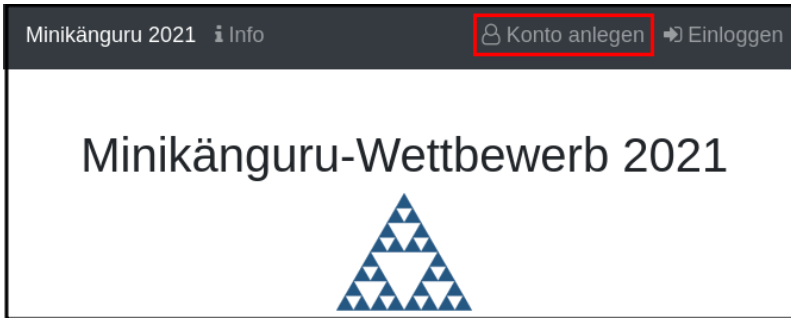 Minikänguru 2021 Info Konto anlegen Einloggen
Minikänguru-Wettbewerb 2021